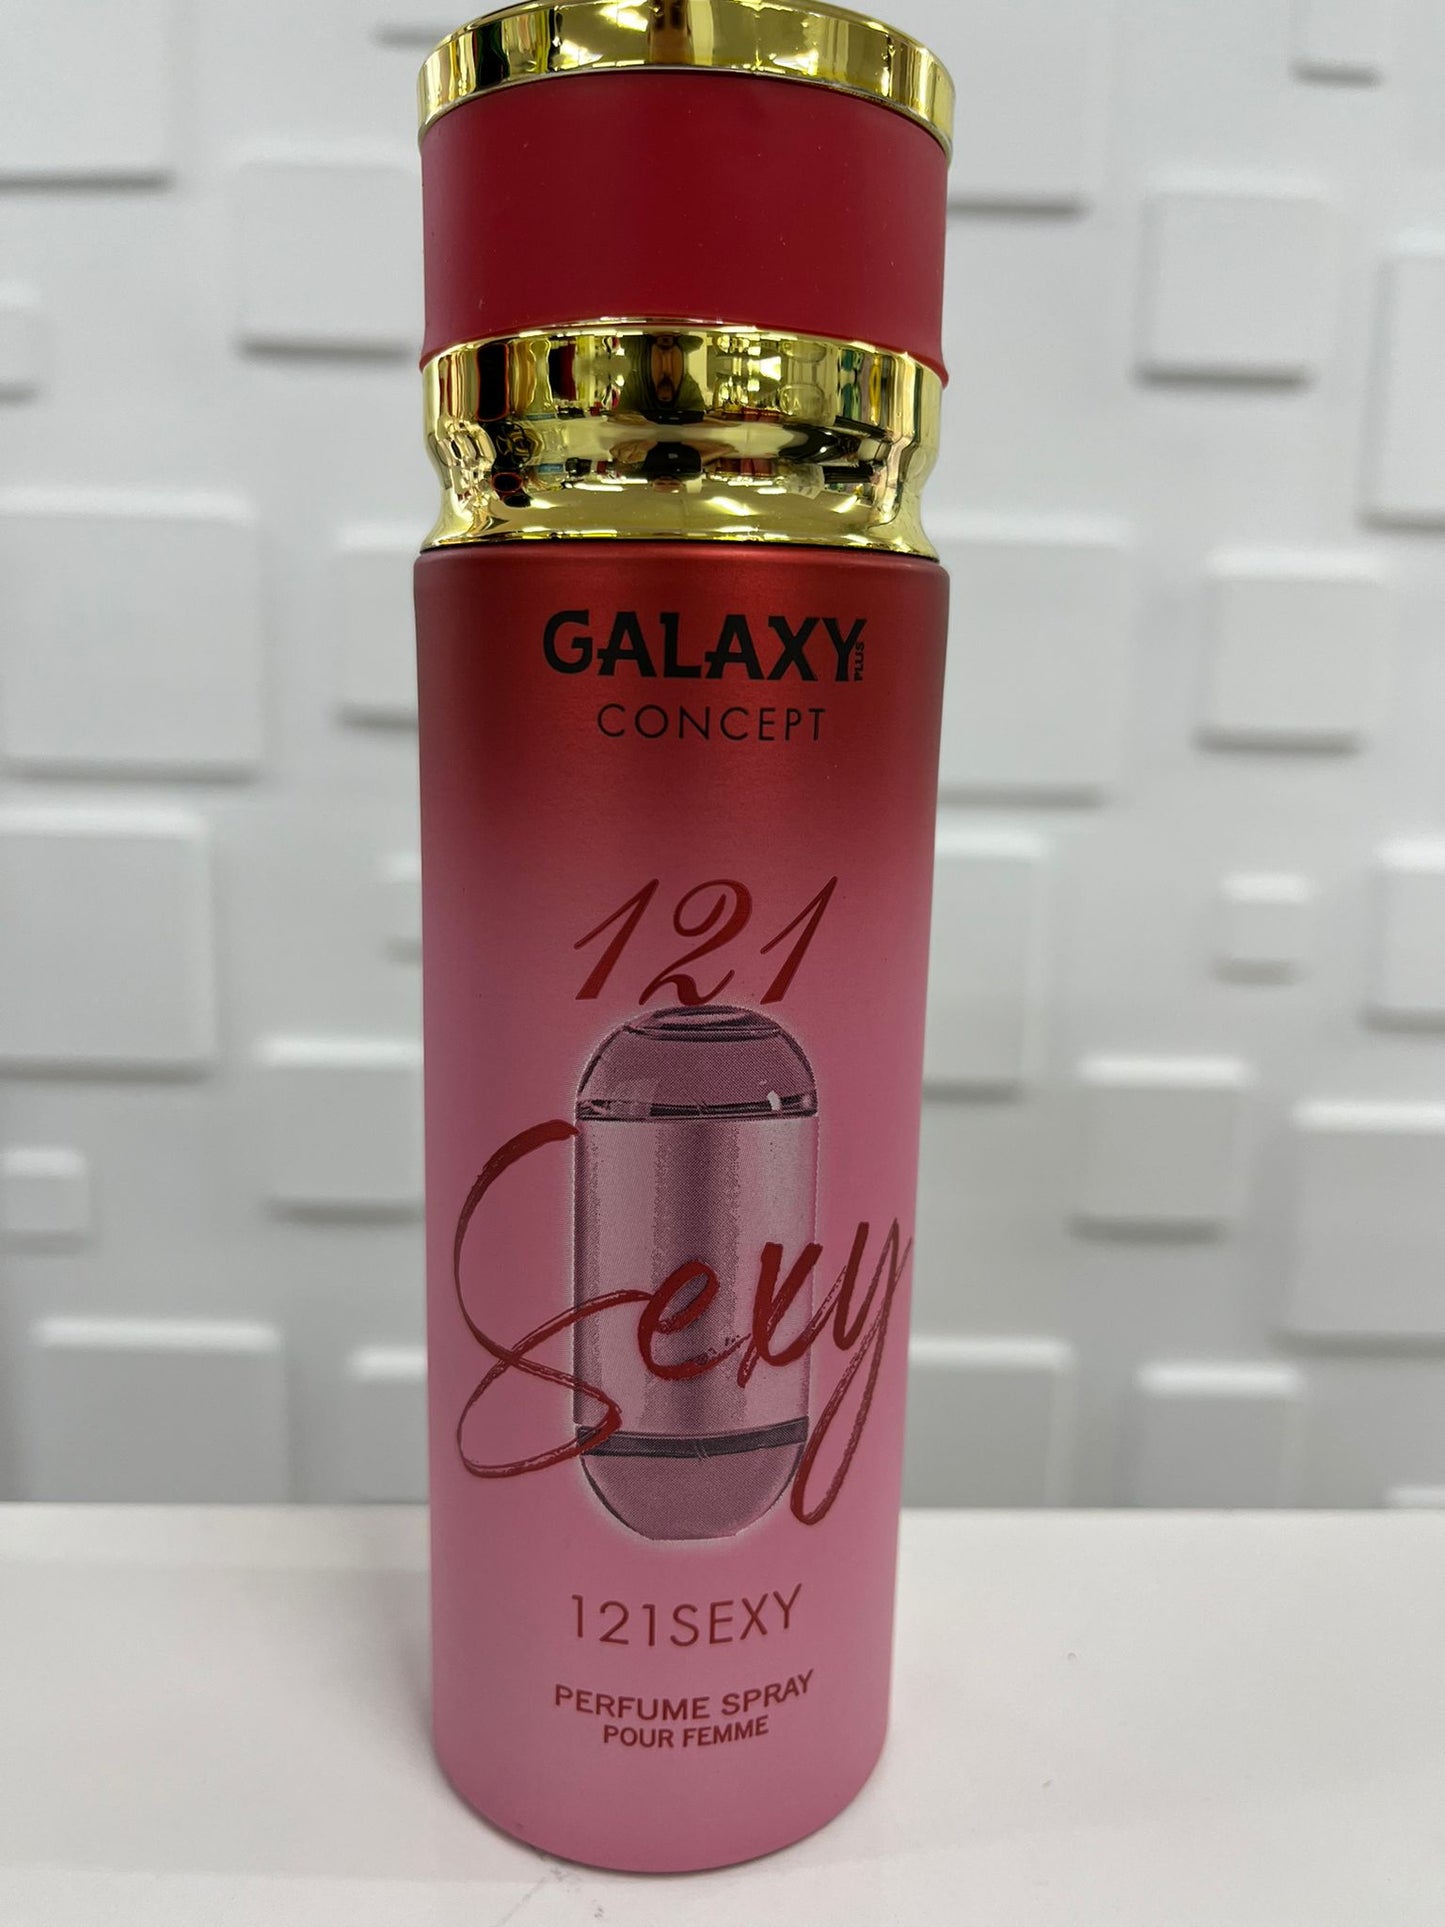 GALAXY PLUS
CONCEPT
121
Sexy
121SEXY
PERFUME SPRAY
POUR FEMME